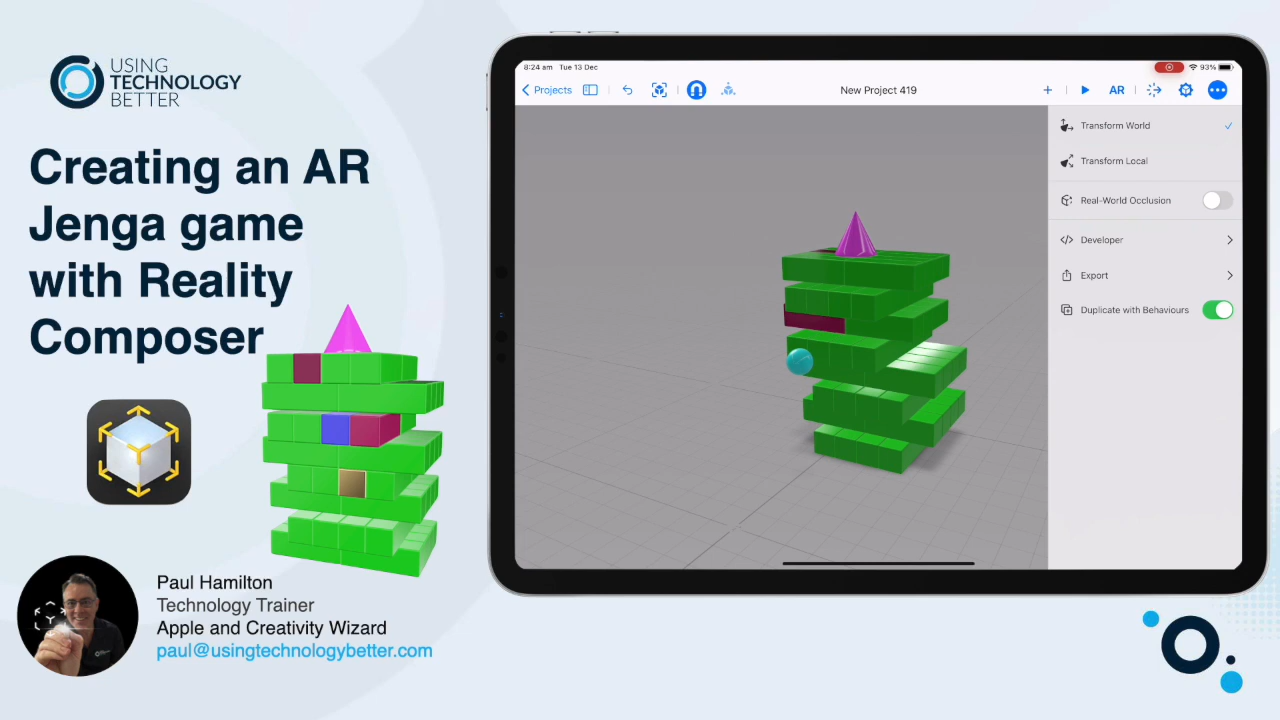 USING
TECHNOLOGY
BETTER
Creating an AR
Jenga game
with Reality
Composer
Paul Hamilton
Technology Trainer
Apple and Creativity Wizard
paul@usingtechnologybetter.com
8:24 am Tue 13 Dec
93%
Projects
New Project 419
AR
Transform World
Transform Local
Real-World Occlusion
Developer
Export
Duplicate with Behaviours